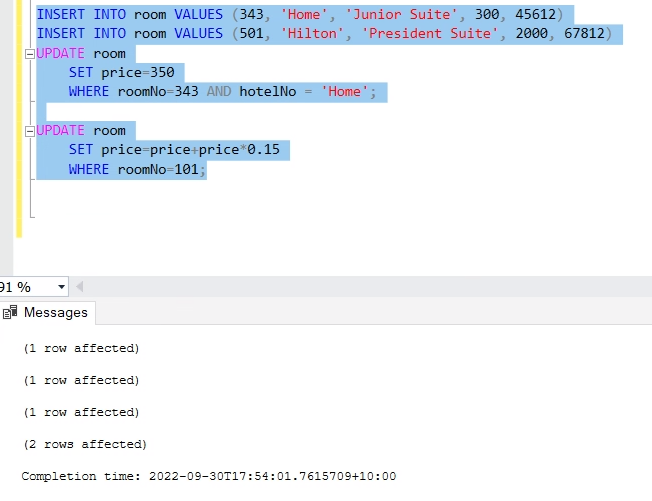 INSERT INTO room VALUES (343, 'Home', 'Junior Suite', 300, 45612)
INSERT INTO room VALUES (501, 'Hilton', 'President Suite', 2000, 67812)
UPDATE room
SET price=350
WHERE roomNo=343 AND hotelNo = 'Home';
UPDATE room
SET price=price+price*0.15
WHERE roomNo=101;
91 %
Messages
(1 row affected)
(1 row affected)
(1 row affected)
(2 rows affected)
Completion time: 2022-09-30T17:54:01.7615709+10:00